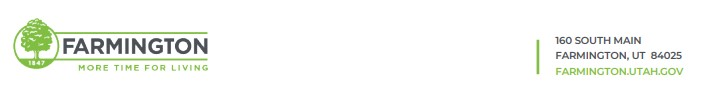 FARMINGTON
1847
MORE TIME FOR LIVING
160 SOUTH MAIN
FARMINGTON, UT 84025
FARMINGTON.UTAH.GOV